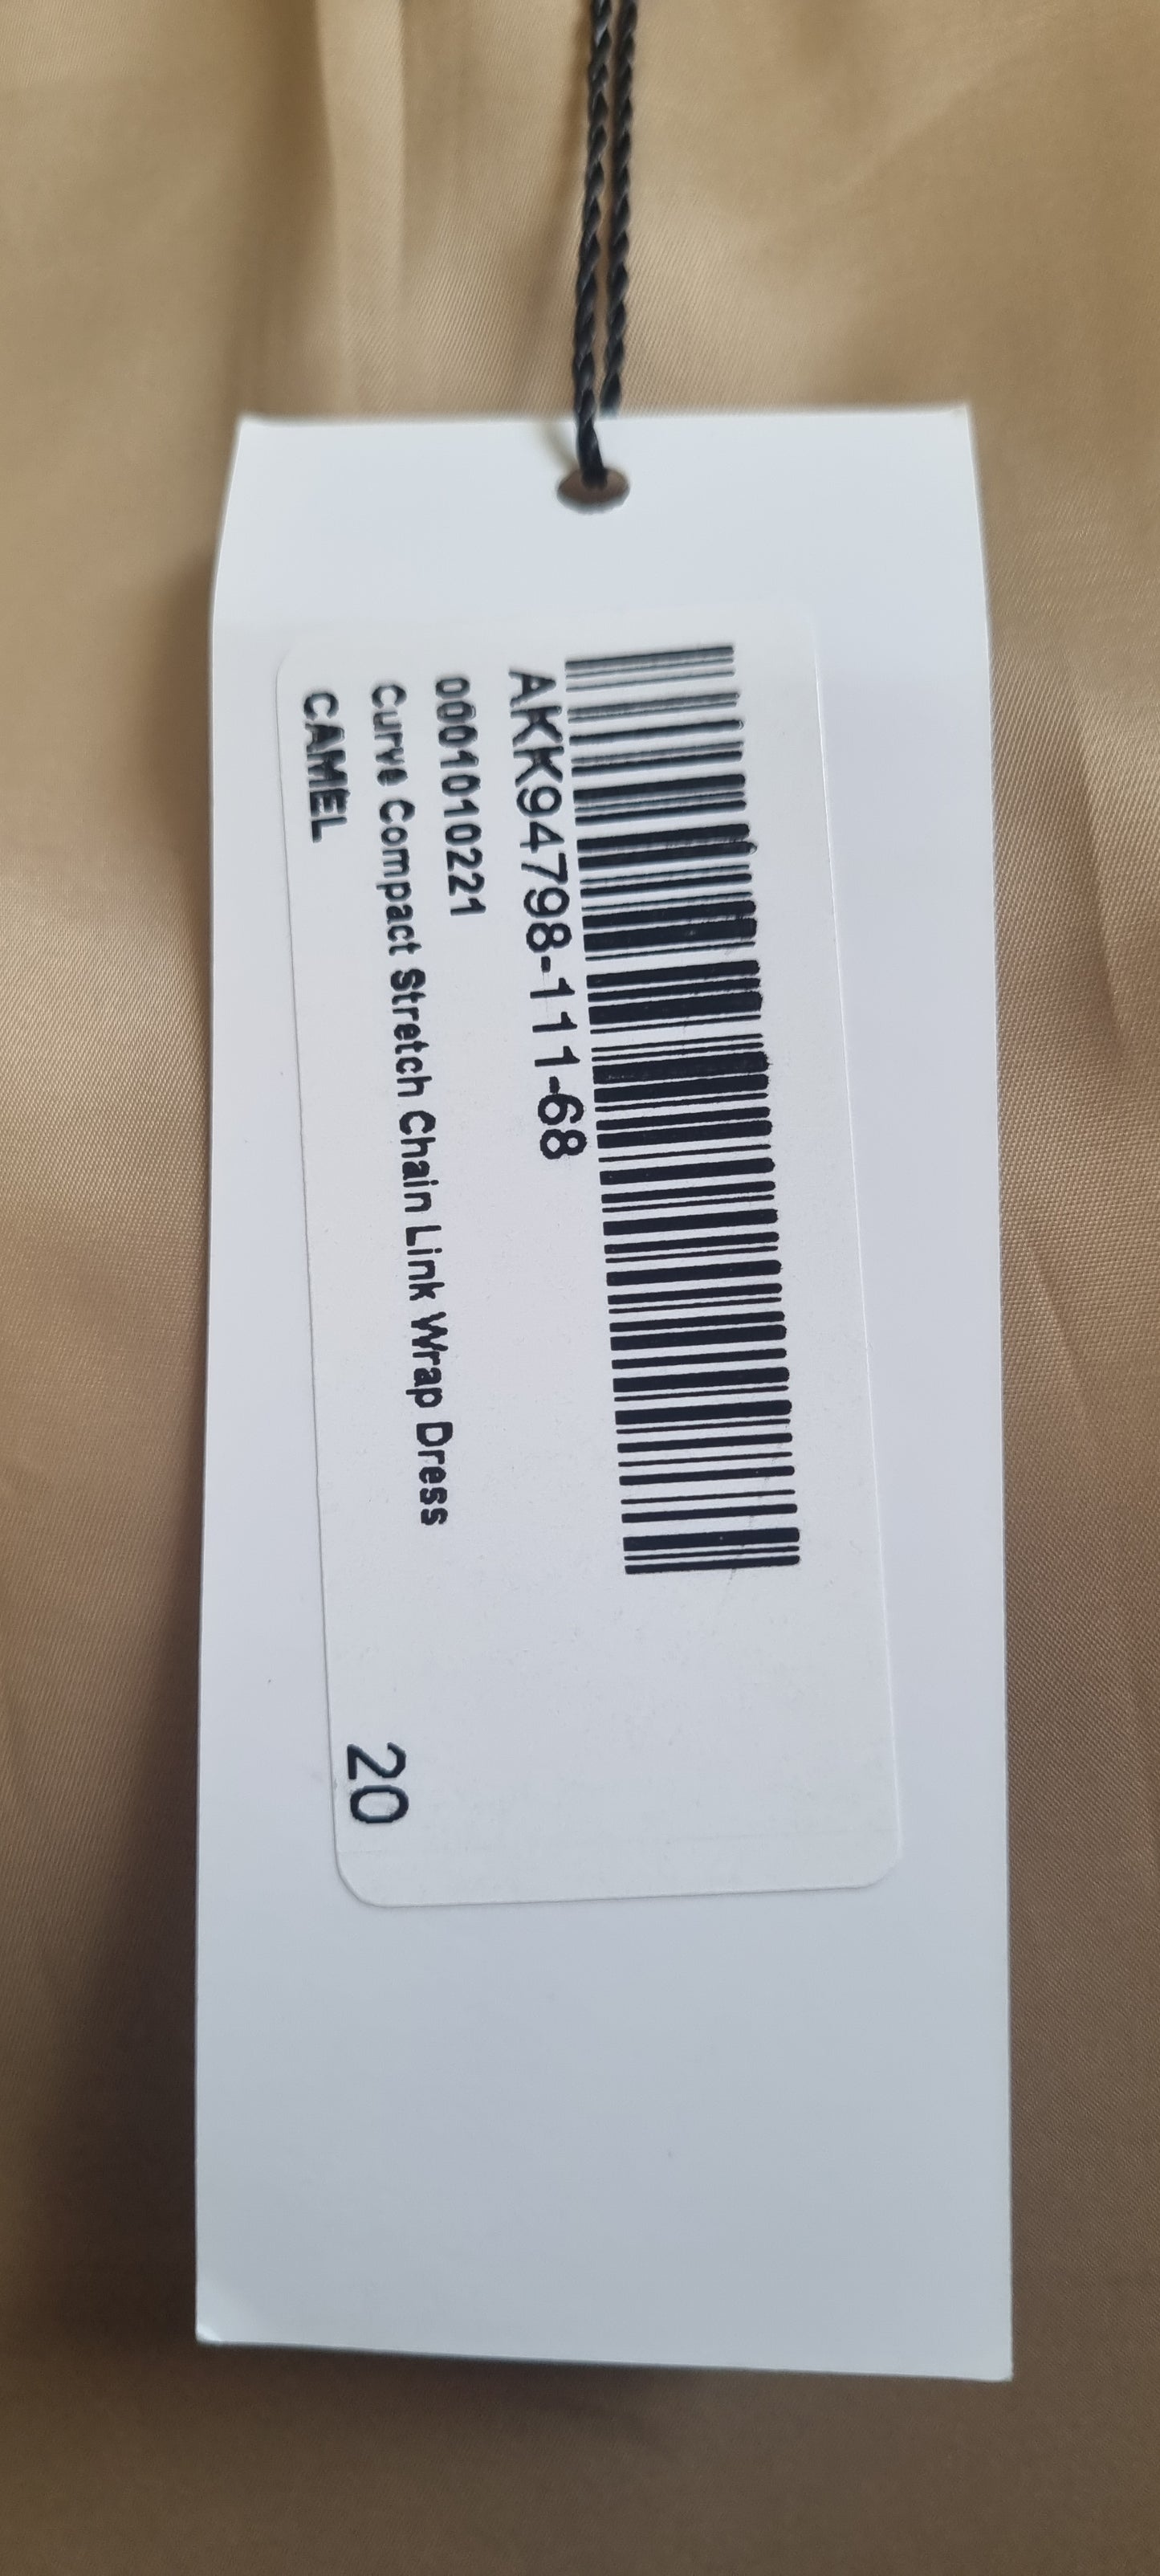 AKK94798-111-68
0001010221
Curve Compact Stretch Chain Link Wrap Dress
CAMEL
20